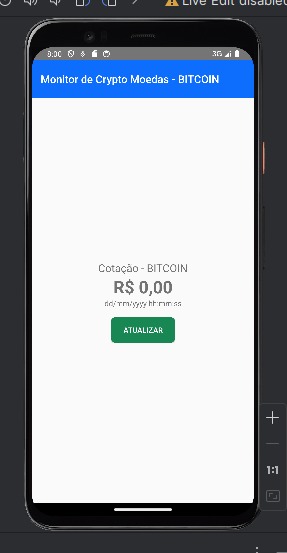 Live Edit disabled
8:00
3G
Monitor de Crypto Moedas - BITCOIN
Cotação - BITCOIN
R$ 0,00
dd/mm/yyyy hh:mm:ss
ATUALIZAR
1:1